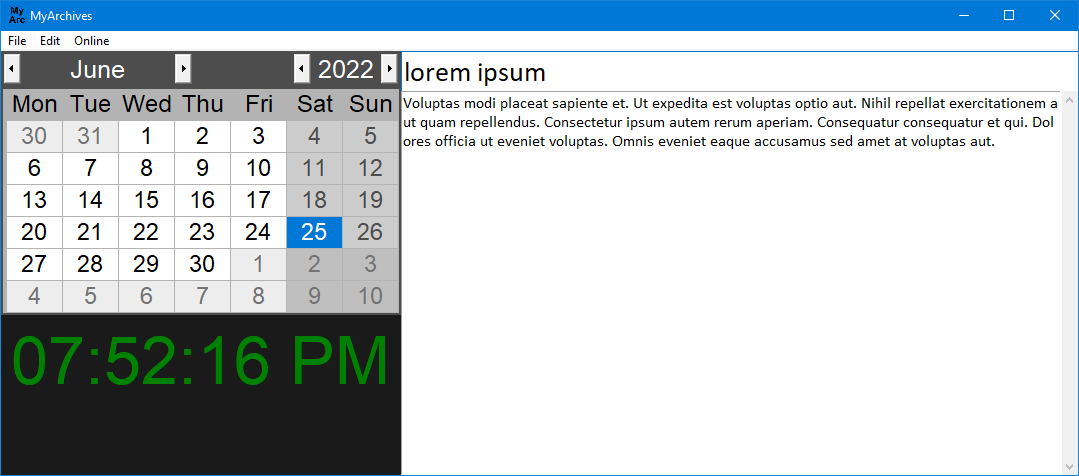 My
Arc
MyArchives
File Edit Online
June 2022
Mon Tue Wed Thu Fri Sat Sun
30 31 1 2 3 4 5
6 7 8 9 10 11 12
13 14 15 16 17 18 19
20 21 22 23 24 25 26
27 28 29 30 1 2 3
4 5 6 7 8 9 10
07:52:16 PM
lorem ipsum
Voluptas modi placeat sapiente et. Ut expedita est voluptas optio aut. Nihil repellat exercitationem a
ut quam repellendus. Consectetur ipsum autem rerum aperiam. Consequatur consequatur et qui. Dol
ores officia ut eveniet voluptas. Omnis eveniet eaque accusamus sed amet at voluptas aut.